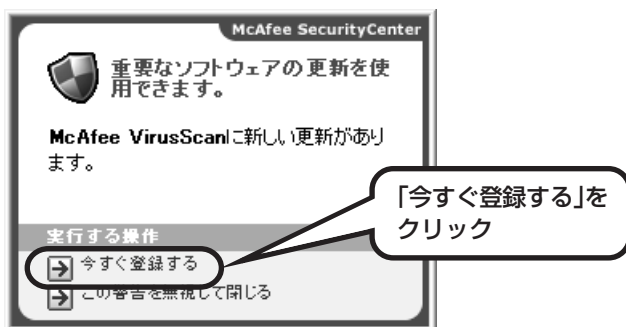 McAfee SecurityCenter
重要なソフトウェアの更新を使
用できます。
McAfee VirusScanに新しい更新があり
ます。
「今すぐ登録する」を
クリック
実行する操作
今すぐ登録する
この警告を無視して閉じる